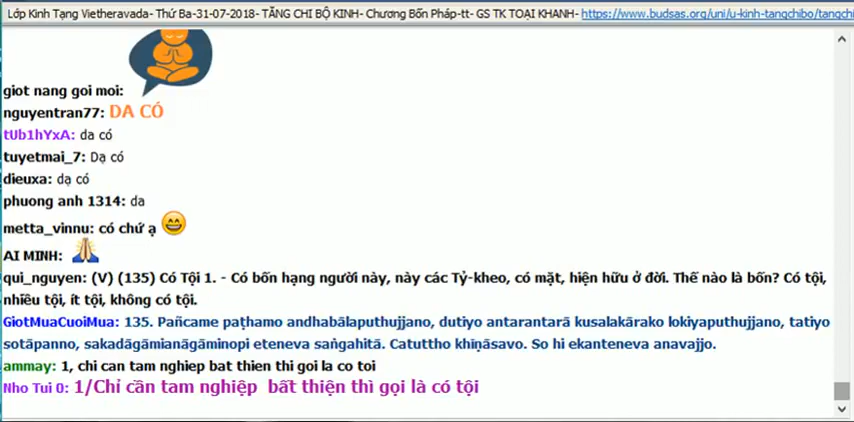 Lớp Kinh Tạng Vietheravada- Thứ Ba-31-07-2018- TĂNG CHI BỘ KINH- Chương Bốn Pháp-tt- GS TK TOẠI KHANH- https://www.budsas.org/uni/u-kinh-tangchibo/tangchi
giot nang goi moi:
nguyentran77: DA CÓ
tUb1hYxA: da có
tuyetmai_7: Dạ có
dieuxa: dạ có
phuong anh 1314: da
metta_vinnu: có chứ ạ
AI MINH:
qui_nguyen: (V) (135) Có Tội 1. - Có bốn hạng người này, này các Tỷ-kheo, có mặt, hiện hữu ở đời. Thế nào là bốn? Có tội,
nhiều tội, ít tội, không có tội.
GiotMuaCuoiMua: 135. Pañcame paṭhamo andhabālaputhujjano, dutiyo antarantarā kusalakārako lokiyaputhujjano, tatiyo
sotāpanno, sakadāgāmianāgāminopi eteneva saṅgahitā. Catuttho khīṇāsavo. So hi ekanteneva anavajjo.
ammay: 1, chi can tam nghiep bat thien thi goi la co toi
Nho Tui 0: 1/Chỉ cần tam nghiệp bất thiện thì gọi là có tội